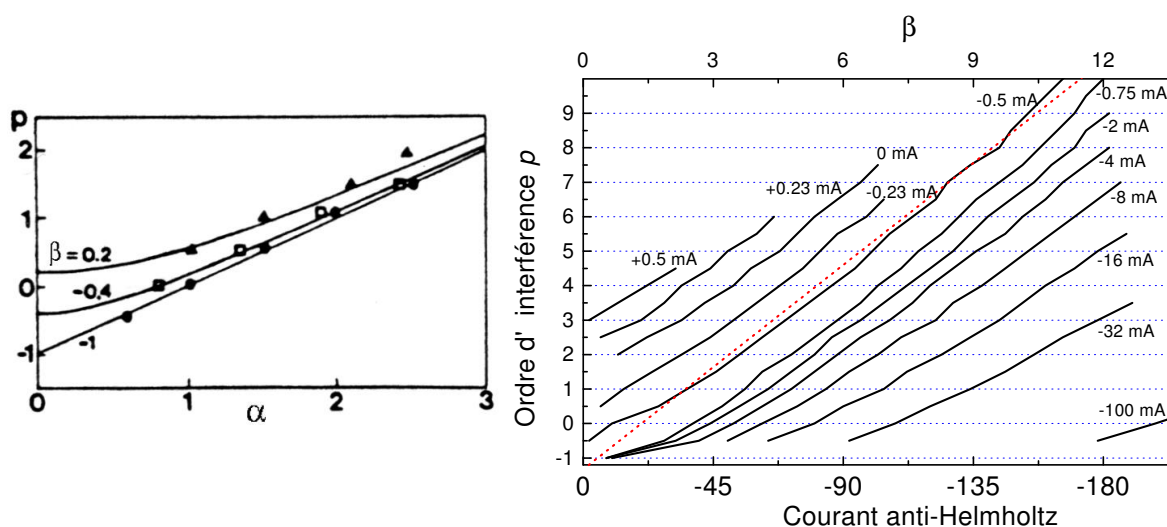 p
2
1
0
-1
β = 0.2
-0.4
-1
0
1
2
3
α
β
0
3
6
9
12
Ordre d' interférence p
9
8
7
6
5
4
3
2
1
0
-1
+0.5 mA
+0.23 mA
0 mA
-0.23 mA
-0.5 mA
-0.75 mA
-2 mA
-4 mA
-8 mA
-16 mA
-32 mA
-100 mA
0
-45
-90
-135
-180
Courant anti-Helmholtz